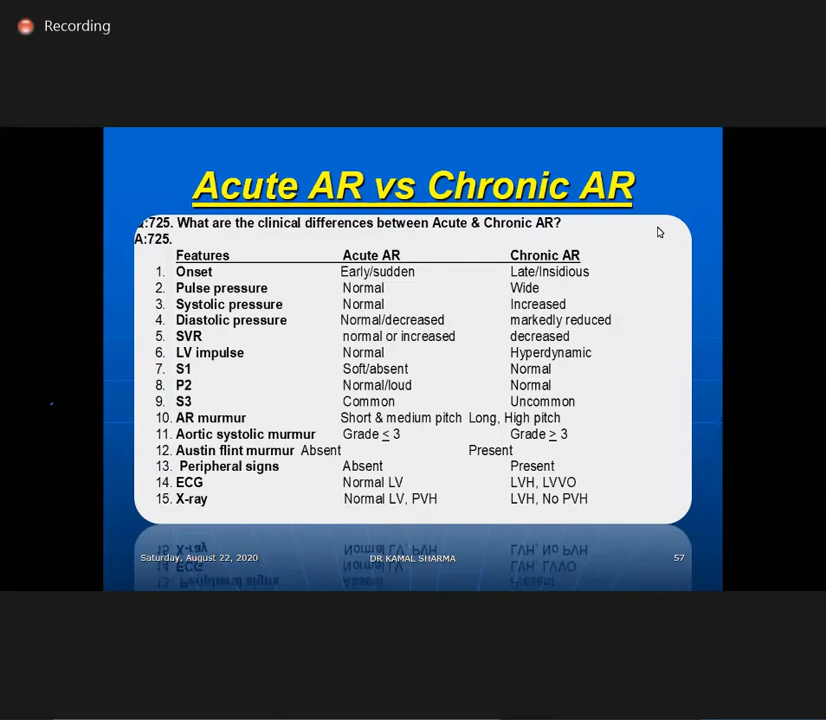 Recording
Acute AR vs Chronic AR
:725. What are the clinical differences between Acute & Chronic AR?
A:725.
Features Acute AR Chronic AR
1. Onset Early/sudden Late/Insidious
2. Pulse pressure Normal Wide
3. Systolic pressure Normal Increased
4. Diastolic pressure Normal/decreased markedly reduced
5. SVR normal or increased decreased
6. LV impulse Normal Hyperdynamic
7. S1 Soft/absent Normal
8. P2 Normal/loud Normal
9. S3 Common Uncommon
10. AR murmur Short & medium pitch Long, High pitch
11. Aortic systolic murmur Grade < 3 Grade > 3
12. Austin flint murmur Absent Present
13. Peripheral signs Absent Present
14. ECG Normal LV LVH, LVVO
15. X-ray Normal LV, PVH LVH, No PVH
Saturday, August 22, 2020 DR KAMAL SHARMA 57